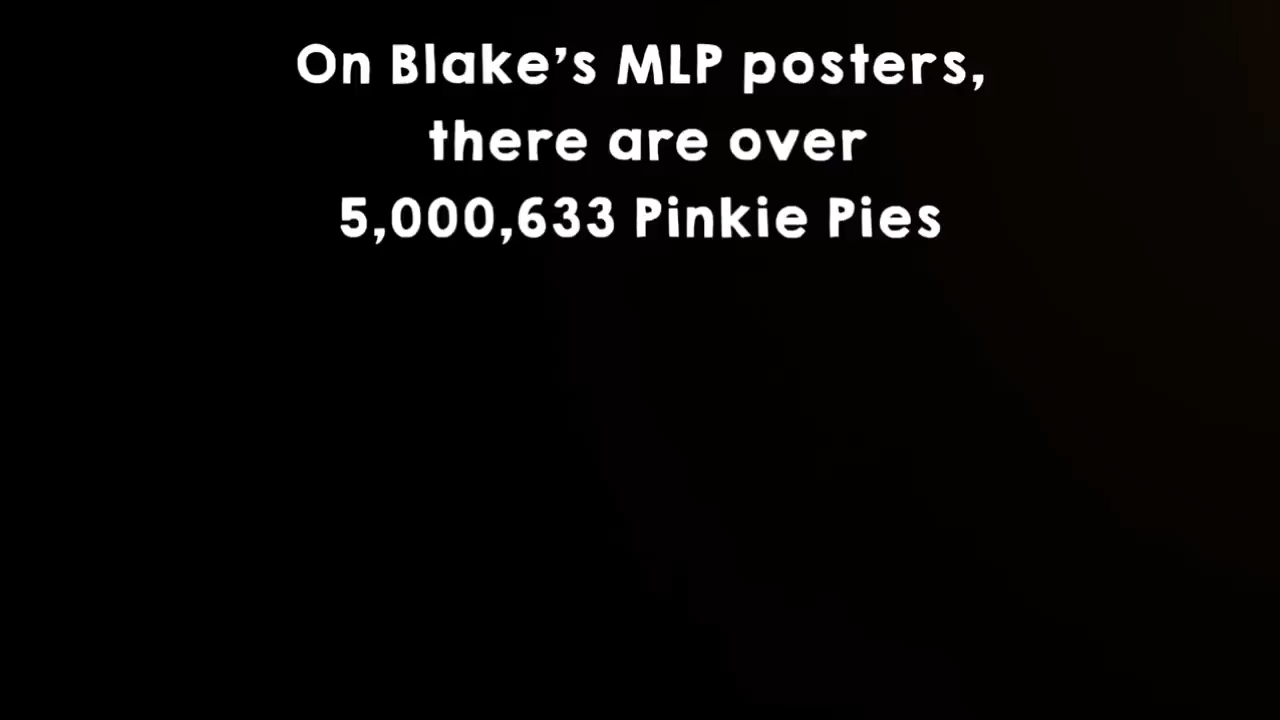 On Blake's MLP posters,
there are over
5,000,633 Pinkie Pies